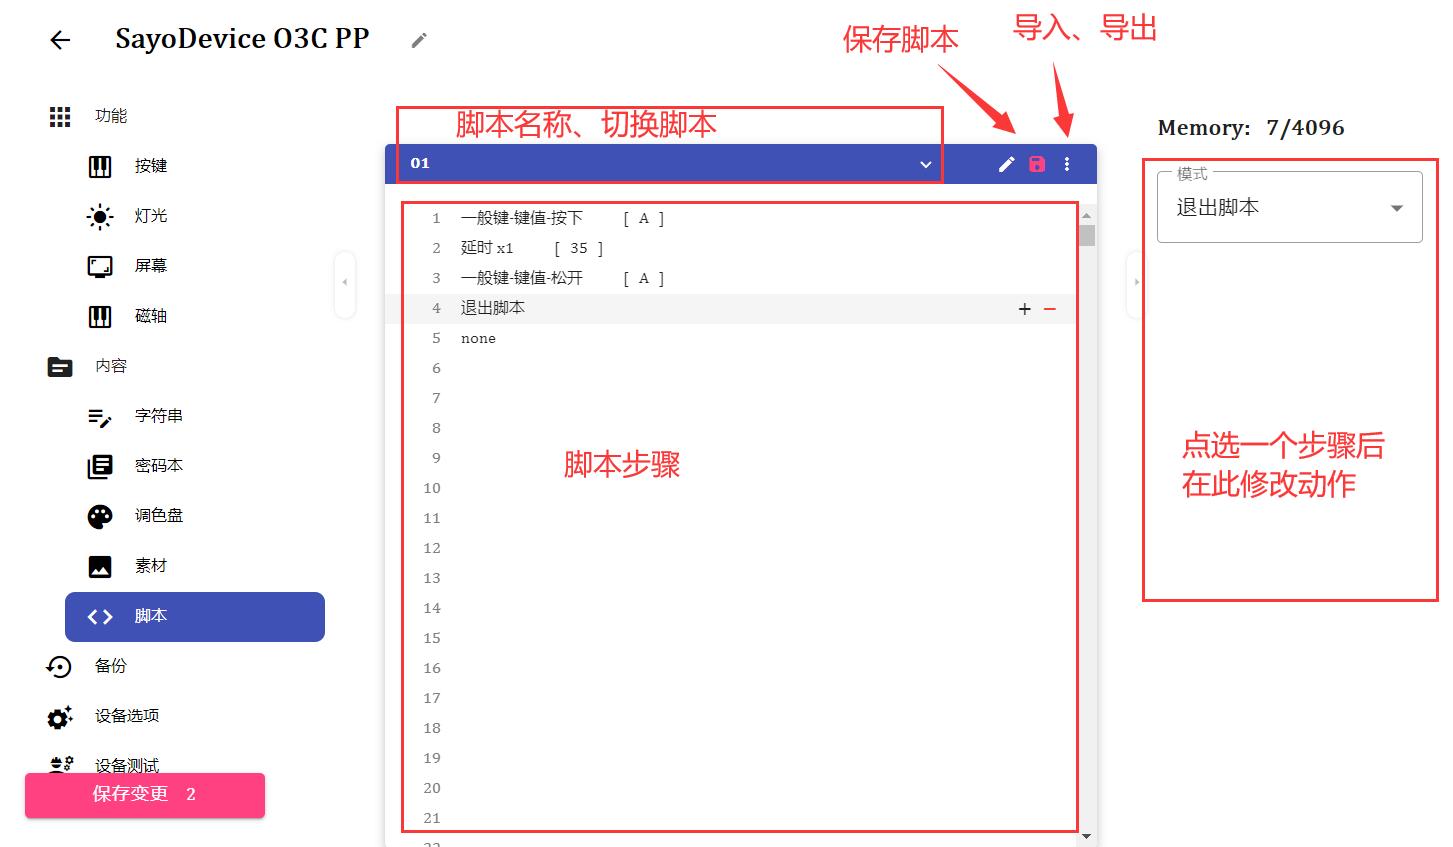 SayoDevice O3C PP
保存脚本
导入、导出
功能
按键
灯光
屏幕
磁轴
内容
字符串
密码本
调色盘
素材
脚本
备份
设备选项
设备测试
保存变更 2
脚本名称、切换脚本
01
1 一般键-键值-按下 [ A ]
2 延时 x1 [ 35 ]
3 一般键-键值-松开 [ A ]
4 退出脚本 + −
5 none
6
7
8
9
10
11
12
13
14
15
16
17
18
19
20
21
脚本步骤
Memory: 7/4096
模式
退出脚本
点选一个步骤后
在此修改动作